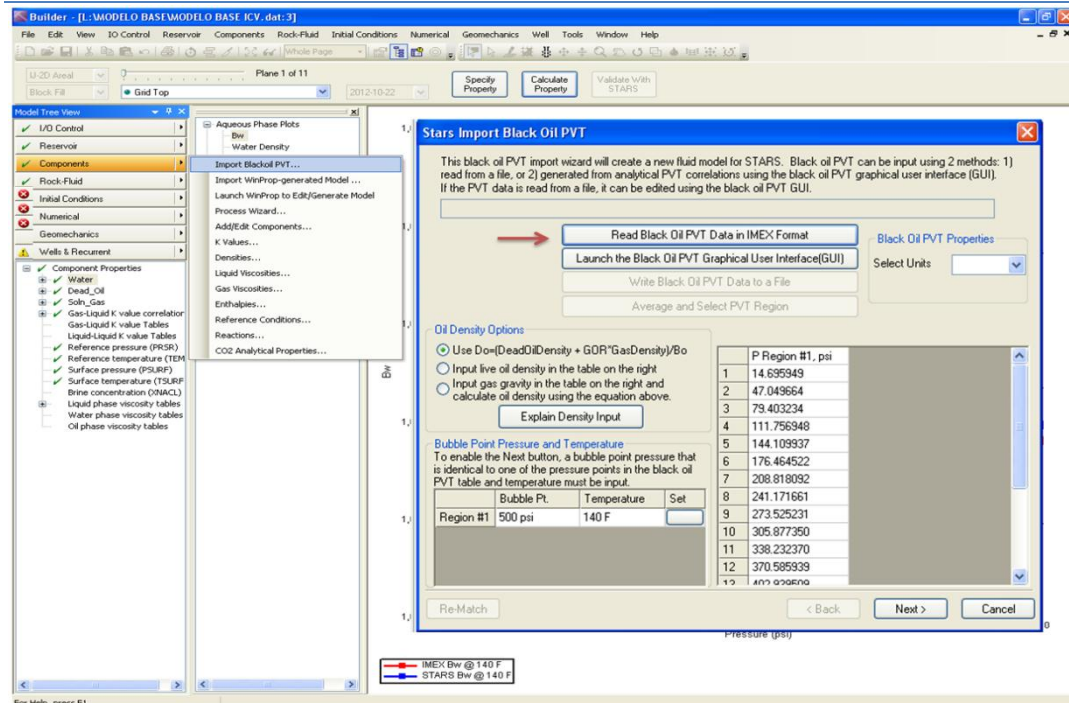 Builder - [L:\MODELO BASE\MODELO BASE ICV.dat:3]
File Edit View IO Control Reservoir Components Rock-Fluid Initial Conditions Numerical Geomechanics Well Tools Window Help
Whole Page
IJ-2D Areal
Plane 1 of 11
Specify Property
Calculate Property
Validate With STARS
Block Fill
Grid Top
2012-10-22
Model Tree View
I/O Control
Reservoir
Components
Rock-Fluid
Initial Conditions
Numerical
Geomechanics
Wells & Recurrent
Component Properties
Water
Dead_Oil
Soln_Gas
Gas-Liquid K value correlation
Gas-Liquid K value Tables
Liquid-Liquid K value Tables
Reference pressure (PRSR)
Reference temperature (TEM
Surface pressure (PSURF)
Surface temperature (TSURF
Brine concentration (XNACL)
Liquid phase viscosity tables
Water phase viscosity tables
Oil phase viscosity tables
Aqueous Phase Plots
Bw
Water Density
Import Blackoil PVT...
Import WinProp-generated Model ...
Launch WinProp to Edit/Generate Model
Process Wizard...
Add/Edit Components...
K Values...
Densities...
Liquid Viscosities...
Gas Viscosities...
Enthalpies...
Reference Conditions...
Reactions...
CO2 Analytical Properties...
Bw
Stars Import Black Oil PVT
This black oil PVT import wizard will create a new fluid model for STARS. Black oil PVT can be input using 2 methods: 1)
read from a file, or 2) generated from analytical PVT correlations using the black oil PVT graphical user interface (GUI).
If the PVT data is read from a file, it can be edited using the black oil PVT GUI.
Read Black Oil PVT Data in IMEX Format
Launch the Black Oil PVT Graphical User Interface(GUI)
Write Black Oil PVT Data to a File
Average and Select PVT Region
Black Oil PVT Properties
Select Units
Oil Density Options
Use Do=(DeadOilDensity + GOR*GasDensity)/Bo
Input live oil density in the table on the right
Input gas gravity in the table on the right and
calculate oil density using the equation above.
Explain Density Input
Bubble Point Pressure and Temperature
To enable the Next button, a bubble point pressure that
is identical to one of the pressure points in the black oil
PVT table and temperature must be input.
Bubble Pt. Temperature Set
Region #1 500 psi 140 F
P Region #1, psi
1 14.695949
2 47.049664
3 79.403234
4 111.756948
5 144.109937
6 176.464522
7 208.818092
8 241.171661
9 273.525231
10 305.877350
11 338.232370
12 370.585939
13 402.939509
Re-Match
< Back
Next >
Cancel
Pressure (psi)
IMEX Bw @ 140 F
STARS Bw @ 140 F
For Help, press F1